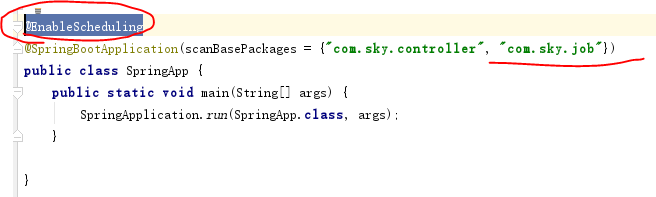 @EnableScheduling
@SpringBootApplication(scanBasePackages = {"com.sky.controller", "com.sky.job"})
public class SpringApp {
public static void main(String[] args) {
SpringApplication.run(SpringApp.class, args);
}
}